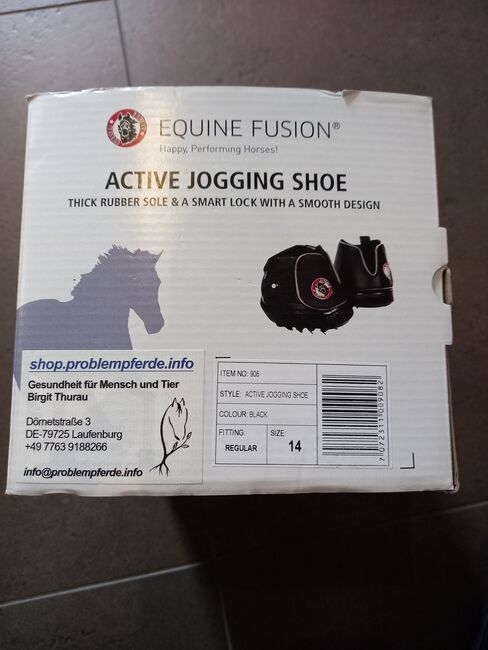 EQUINE FUSION®
Happy, Performing Horses!
ACTIVE JOGGING SHOE
THICK RUBBER SOLE & A SMART LOCK WITH A SMOOTH DESIGN
shop.problempferde.info
Gesundheit für Mensch und Tier
Birgit Thurau
Dörnetstraße 3
DE-79725 Laufenburg
+49 7763 9188266
info@problempferde.info
ITEM NO: 908
STYLE: ACTIVE JOGGING SHOE
COLOUR: BLACK
FITTING: SIZE:
REGULAR 14
7072311009082